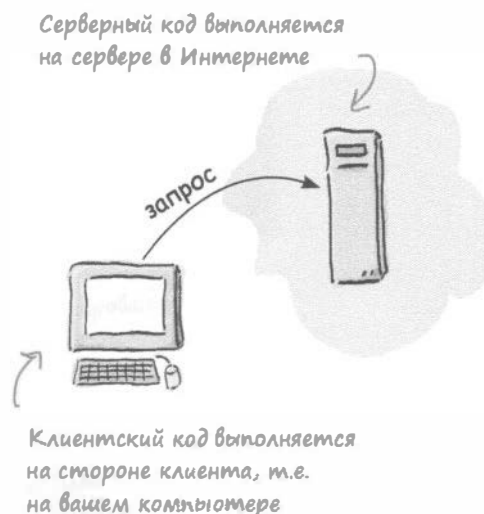 Серверный код выполняется
на сервере в Интернете
запрос
Клиентский код выполняется
на стороне клиента, т.е.
на вашем компьютере